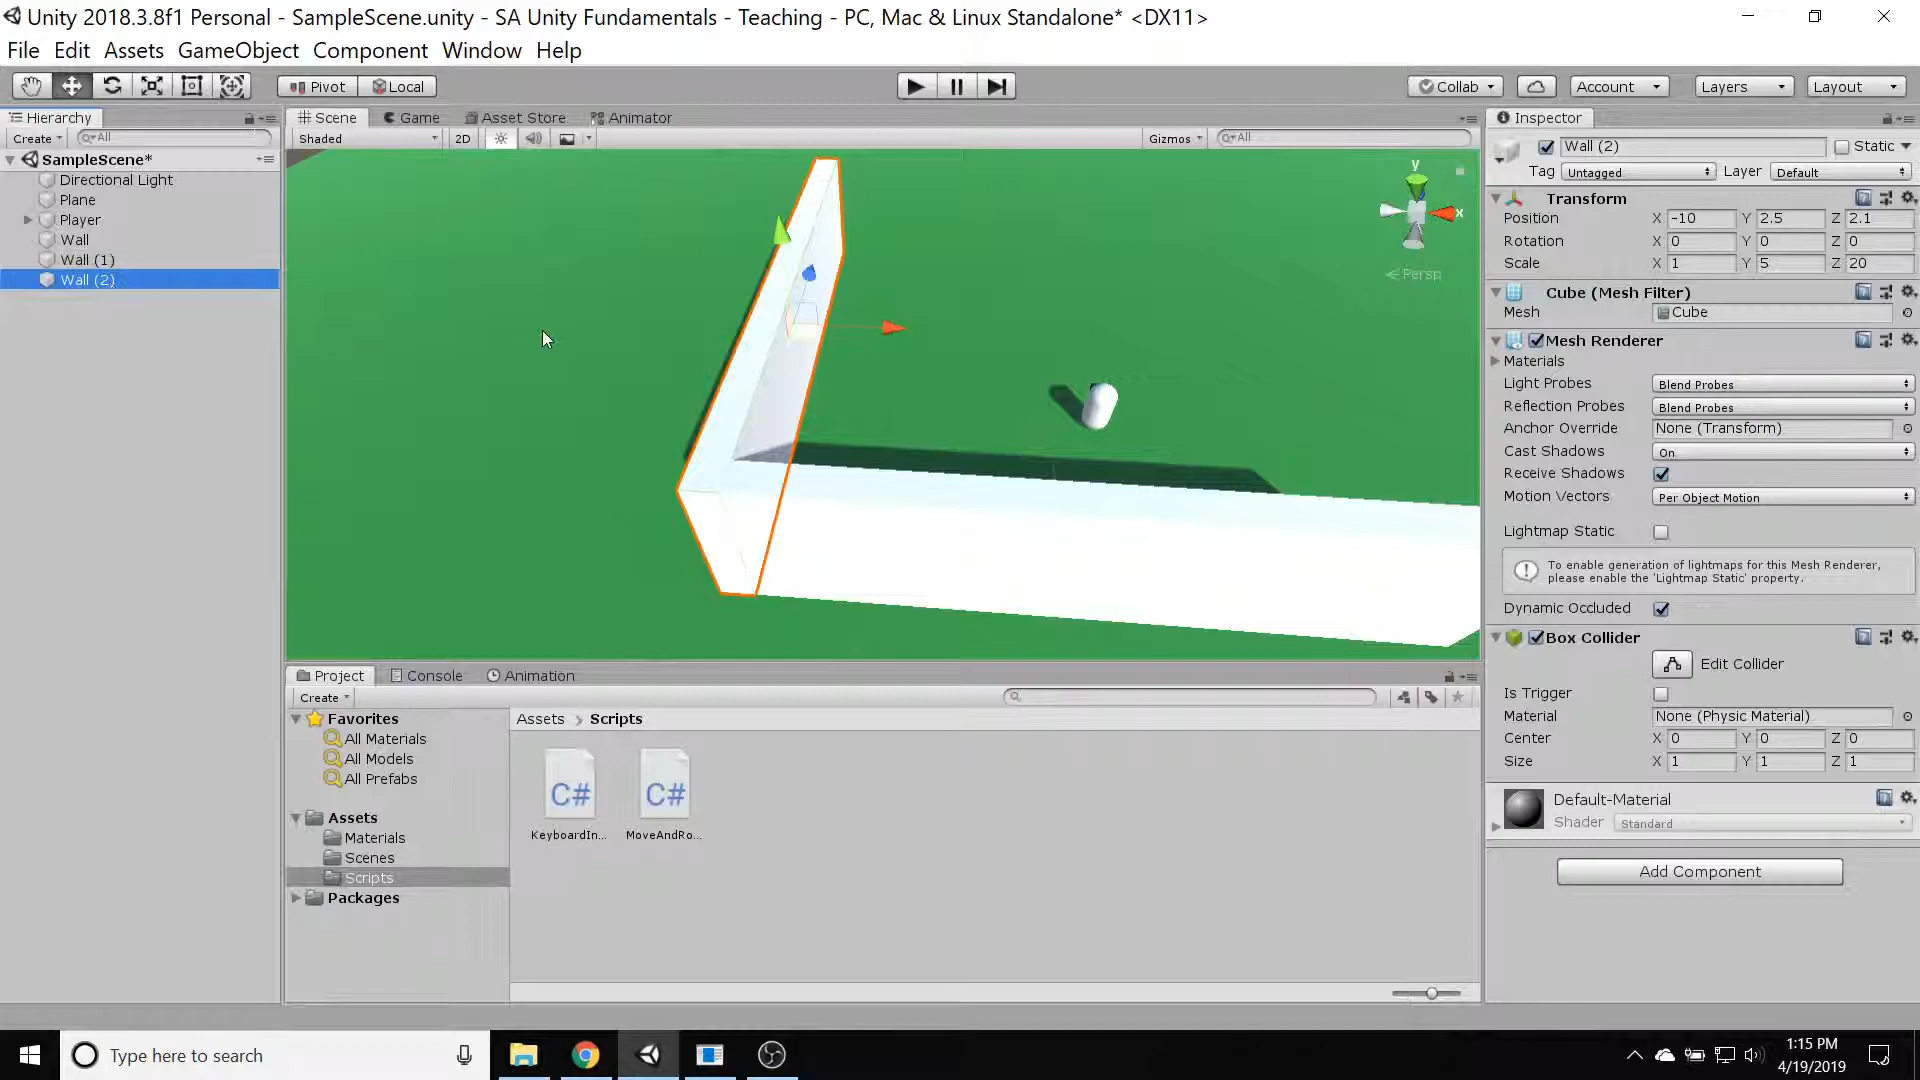 Unity 2018.3.8f1 Personal - SampleScene.unity - SA Unity Fundamentals - Teaching - PC, Mac & Linux Standalone* <DX11>
File Edit Assets GameObject Component Window Help
Pivot Local Collab Account Layers Layout
Hierarchy
Create All
SampleScene*
Directional Light
Plane
Player
Wall
Wall (1)
Wall (2)
Scene Game Asset Store Animator
Shaded 2D Gizmos All
y
x
Persp
Project Console Animation
Create
Favorites
All Materials
All Models
All Prefabs
Assets
Materials
Scenes
Scripts
Packages
Assets > Scripts
C# C#
KeyboardIn... MoveAndRo...
Inspector
Wall (2) Static
Tag Untagged Layer Default
Transform
Position X -10 Y 2.5 Z 2.1
Rotation X 0 Y 0 Z 0
Scale X 1 Y 5 Z 20
Cube (Mesh Filter)
Mesh Cube
Mesh Renderer
Materials
Light Probes Blend Probes
Reflection Probes Blend Probes
Anchor Override None (Transform)
Cast Shadows On
Receive Shadows
Motion Vectors Per Object Motion
Lightmap Static
To enable generation of lightmaps for this Mesh Renderer,
please enable the 'Lightmap Static' property.
Dynamic Occluded
Box Collider
Edit Collider
Is Trigger
Material None (Physic Material)
Center X 0 Y 0 Z 0
Size X 1 Y 1 Z 1
Default-Material
Shader Standard
Add Component
Type here to search
1:15 PM
4/19/2019